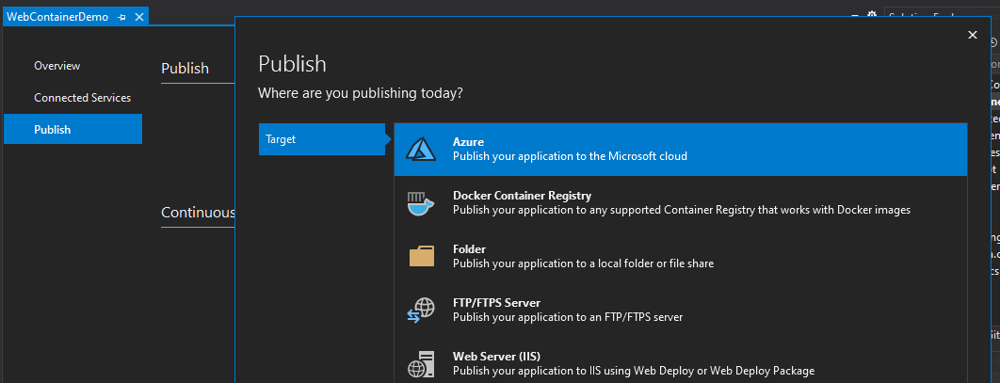 WebContainerDemo
Overview
Connected Services
Publish
Publish
Continuous
Publish
Where are you publishing today?
Target
Azure
Publish your application to the Microsoft cloud
Docker Container Registry
Publish your application to any supported Container Registry that works with Docker images
Folder
Publish your application to a local folder or file share
FTP/FTPS Server
Publish your application to an FTP/FTPS server
Web Server (IIS)
Publish your application to IIS using Web Deploy or Web Deploy Package